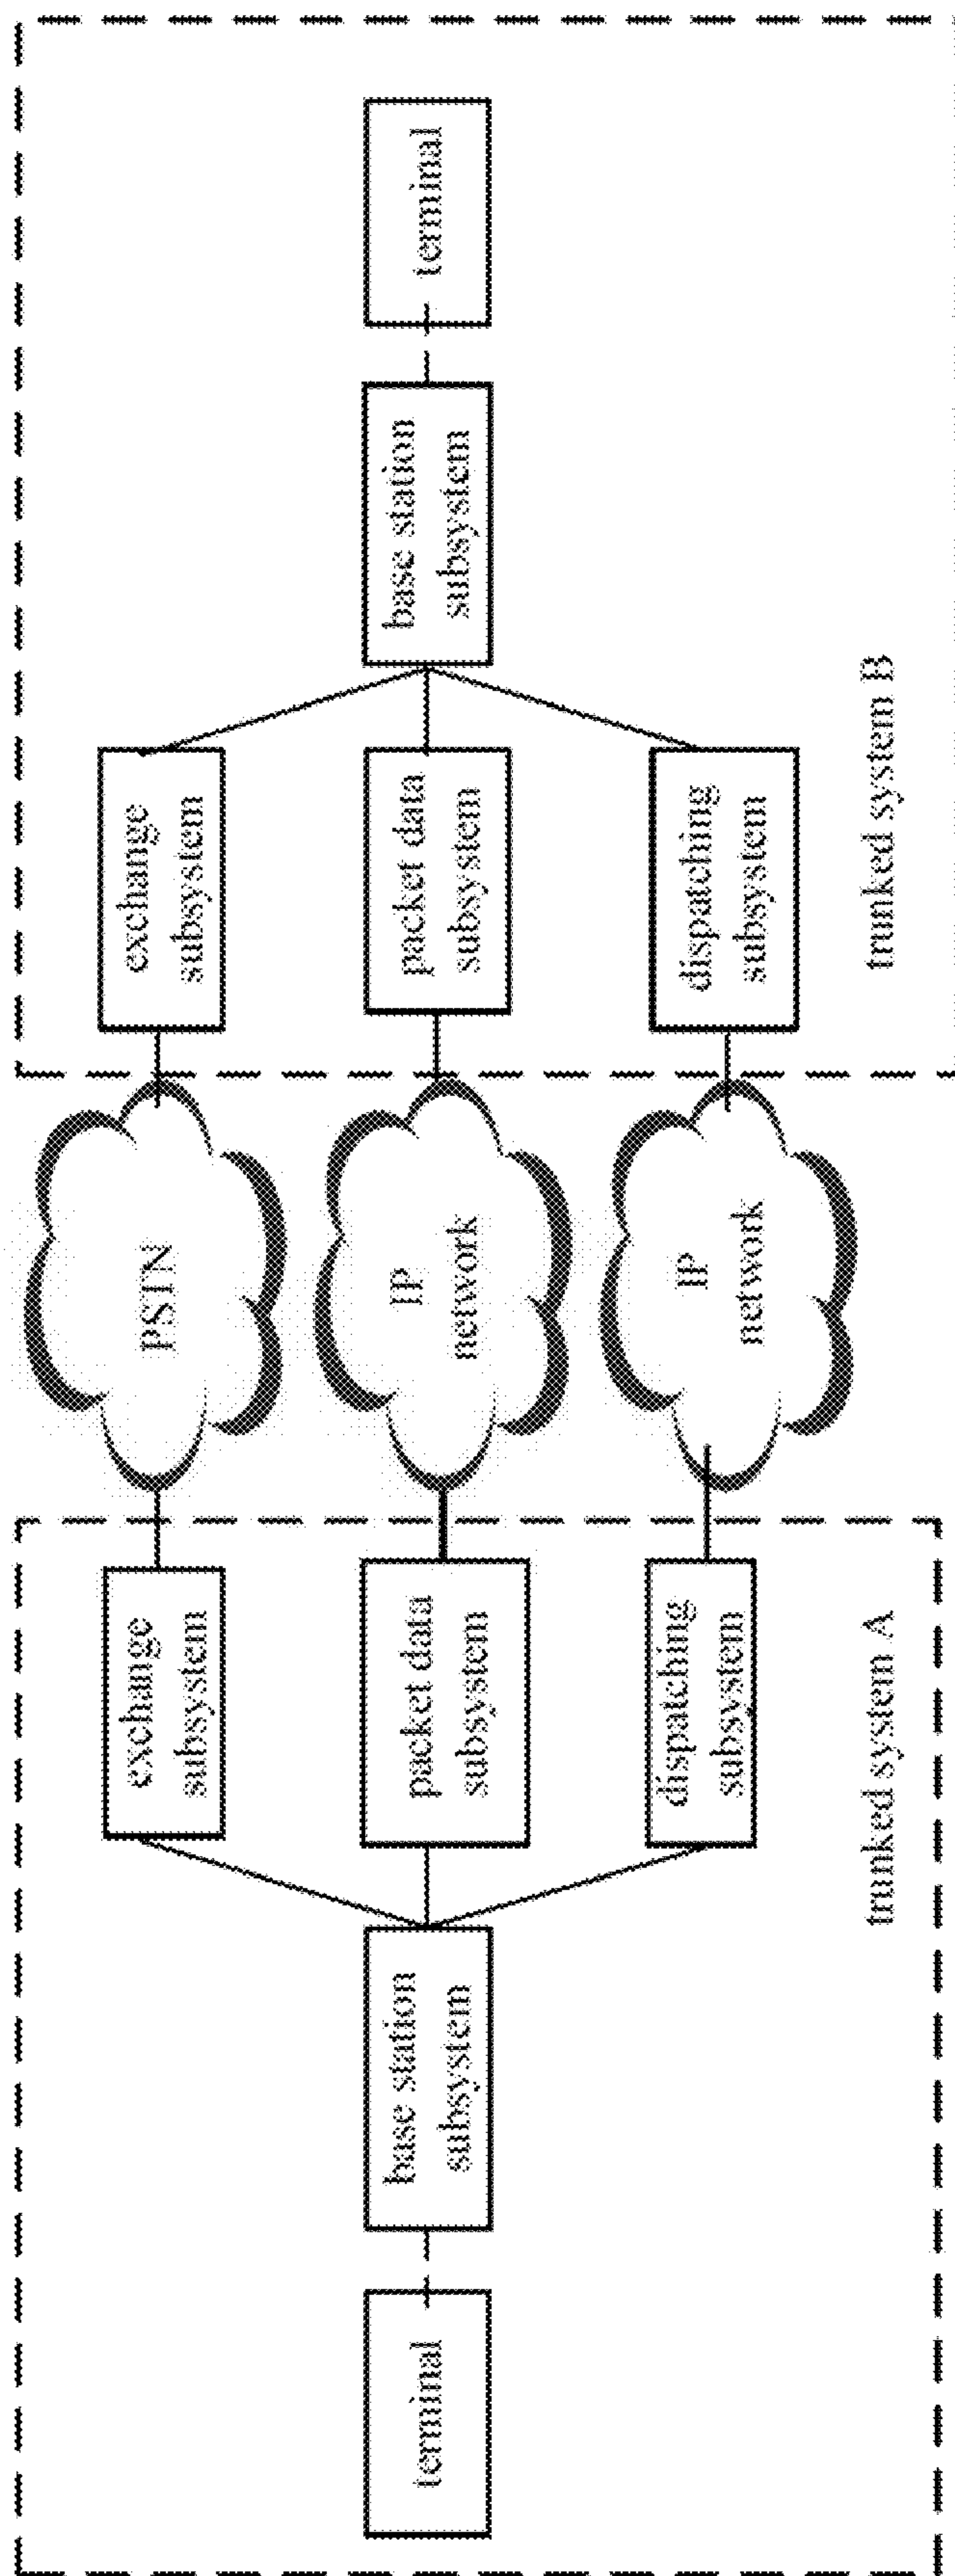 terminal
base station
subsystem
exchange
subsystem
packet data
subsystem
dispatching
subsystem
trunked system A
PSTN
IP
network
IP
network
exchange
subsystem
packet data
subsystem
dispatching
subsystem
base station
subsystem
terminal
trunked system B